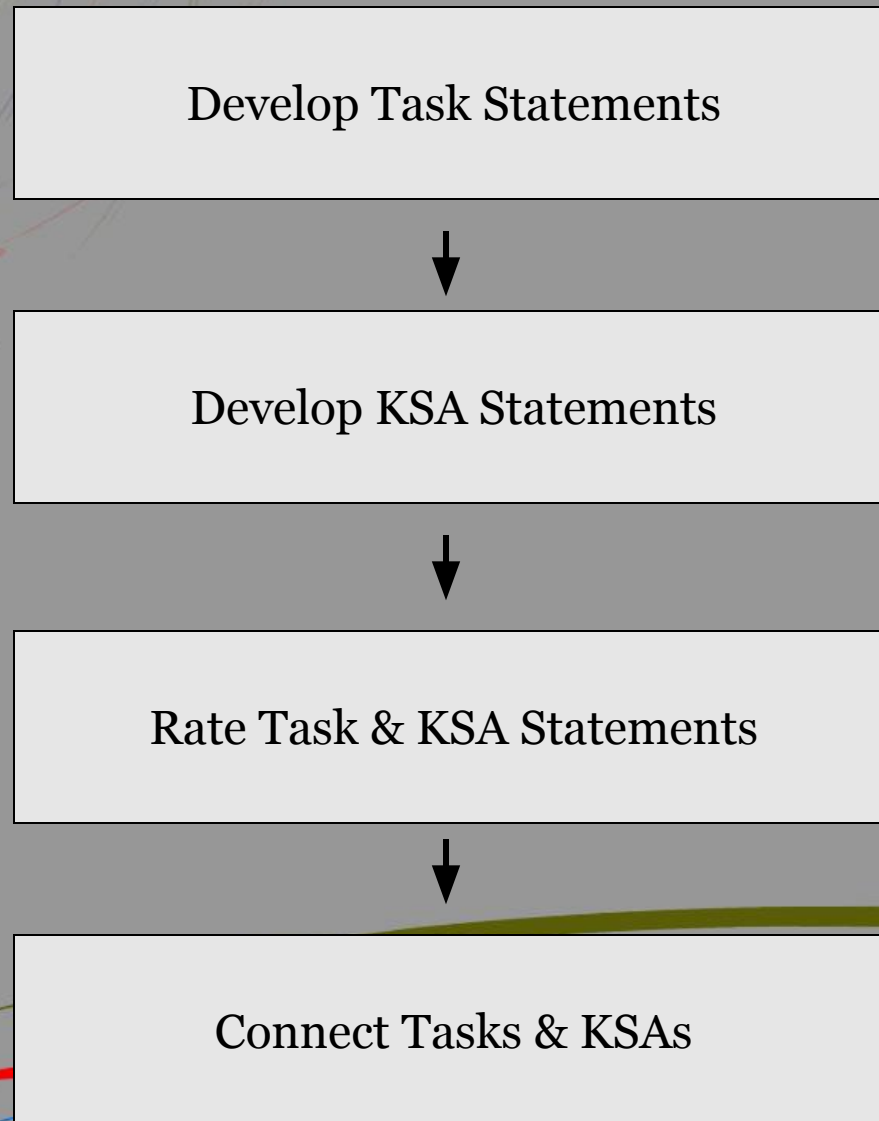 Develop Task Statements
Develop KSA Statements
Rate Task & KSA Statements
Connect Tasks & KSAs